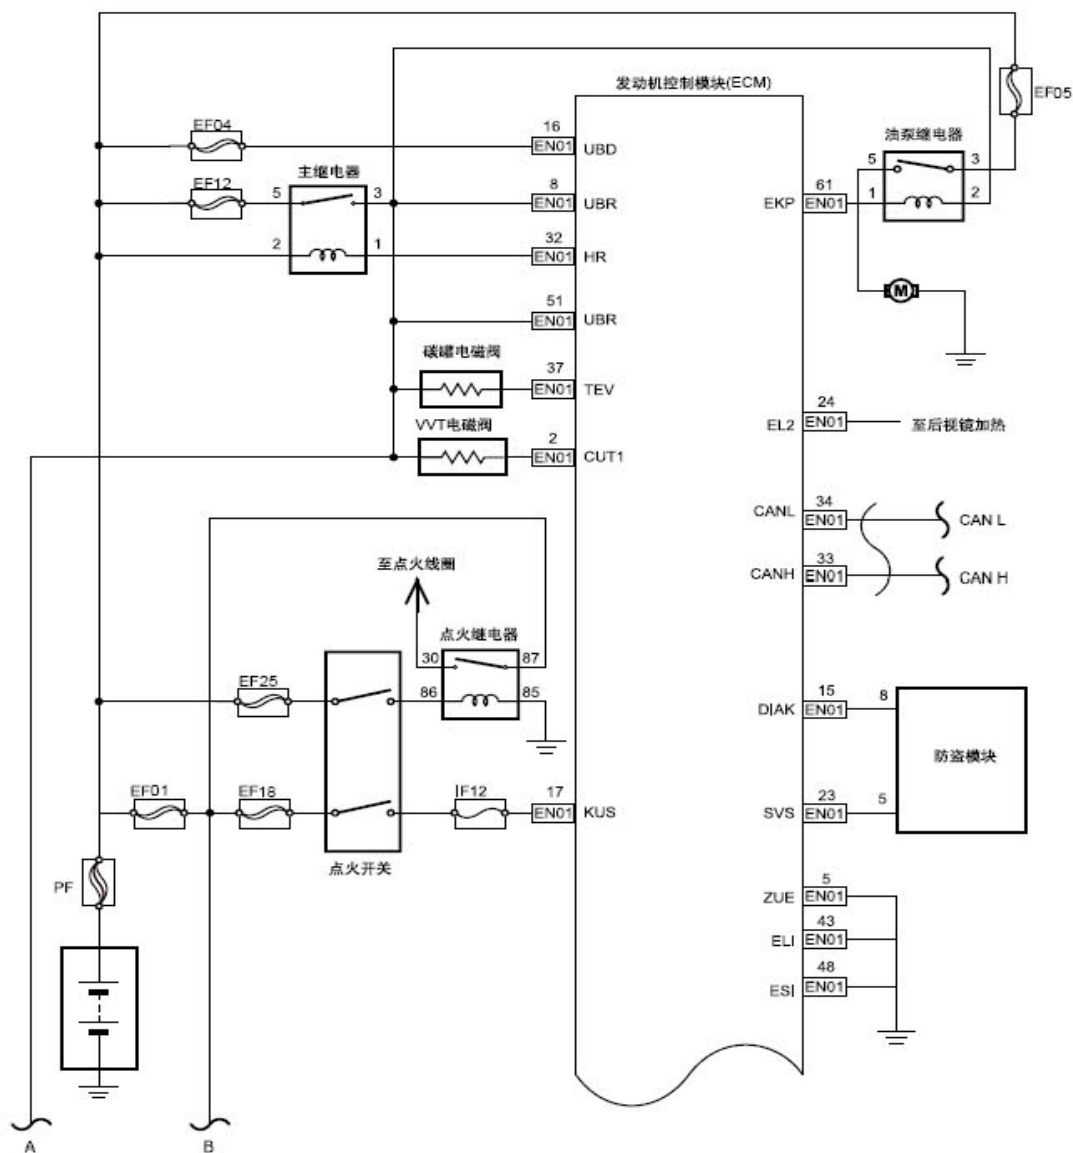 发动机控制模块(ECM)
EF05
EF04
16
EN01
UBD
油泵继电器
5
3
1
2
主继电器
EF12
5
3
8
EN01
UBR
61
EN01
EKP
2
1
32
EN01
HR
M
51
EN01
UBR
碳罐电磁阀
37
EN01
TEV
24
EN01
EL2
至后视镜加热
VVT电磁阀
2
EN01
CUT1
34
EN01
CANL
CAN L
33
EN01
CANH
CAN H
至点火线圈
点火继电器
30
87
EF25
86
85
15
EN01
DIAK
8
防盗模块
EF01
EF18
IF12
17
EN01
KUS
23
EN01
SVS
5
点火开关
PF
5
EN01
ZUE
43
EN01
ELI
48
EN01
ESI
A
B